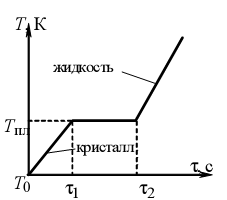 T, К
жидкость
Tпл
кристалл
T0
τ1
τ2
τ, с